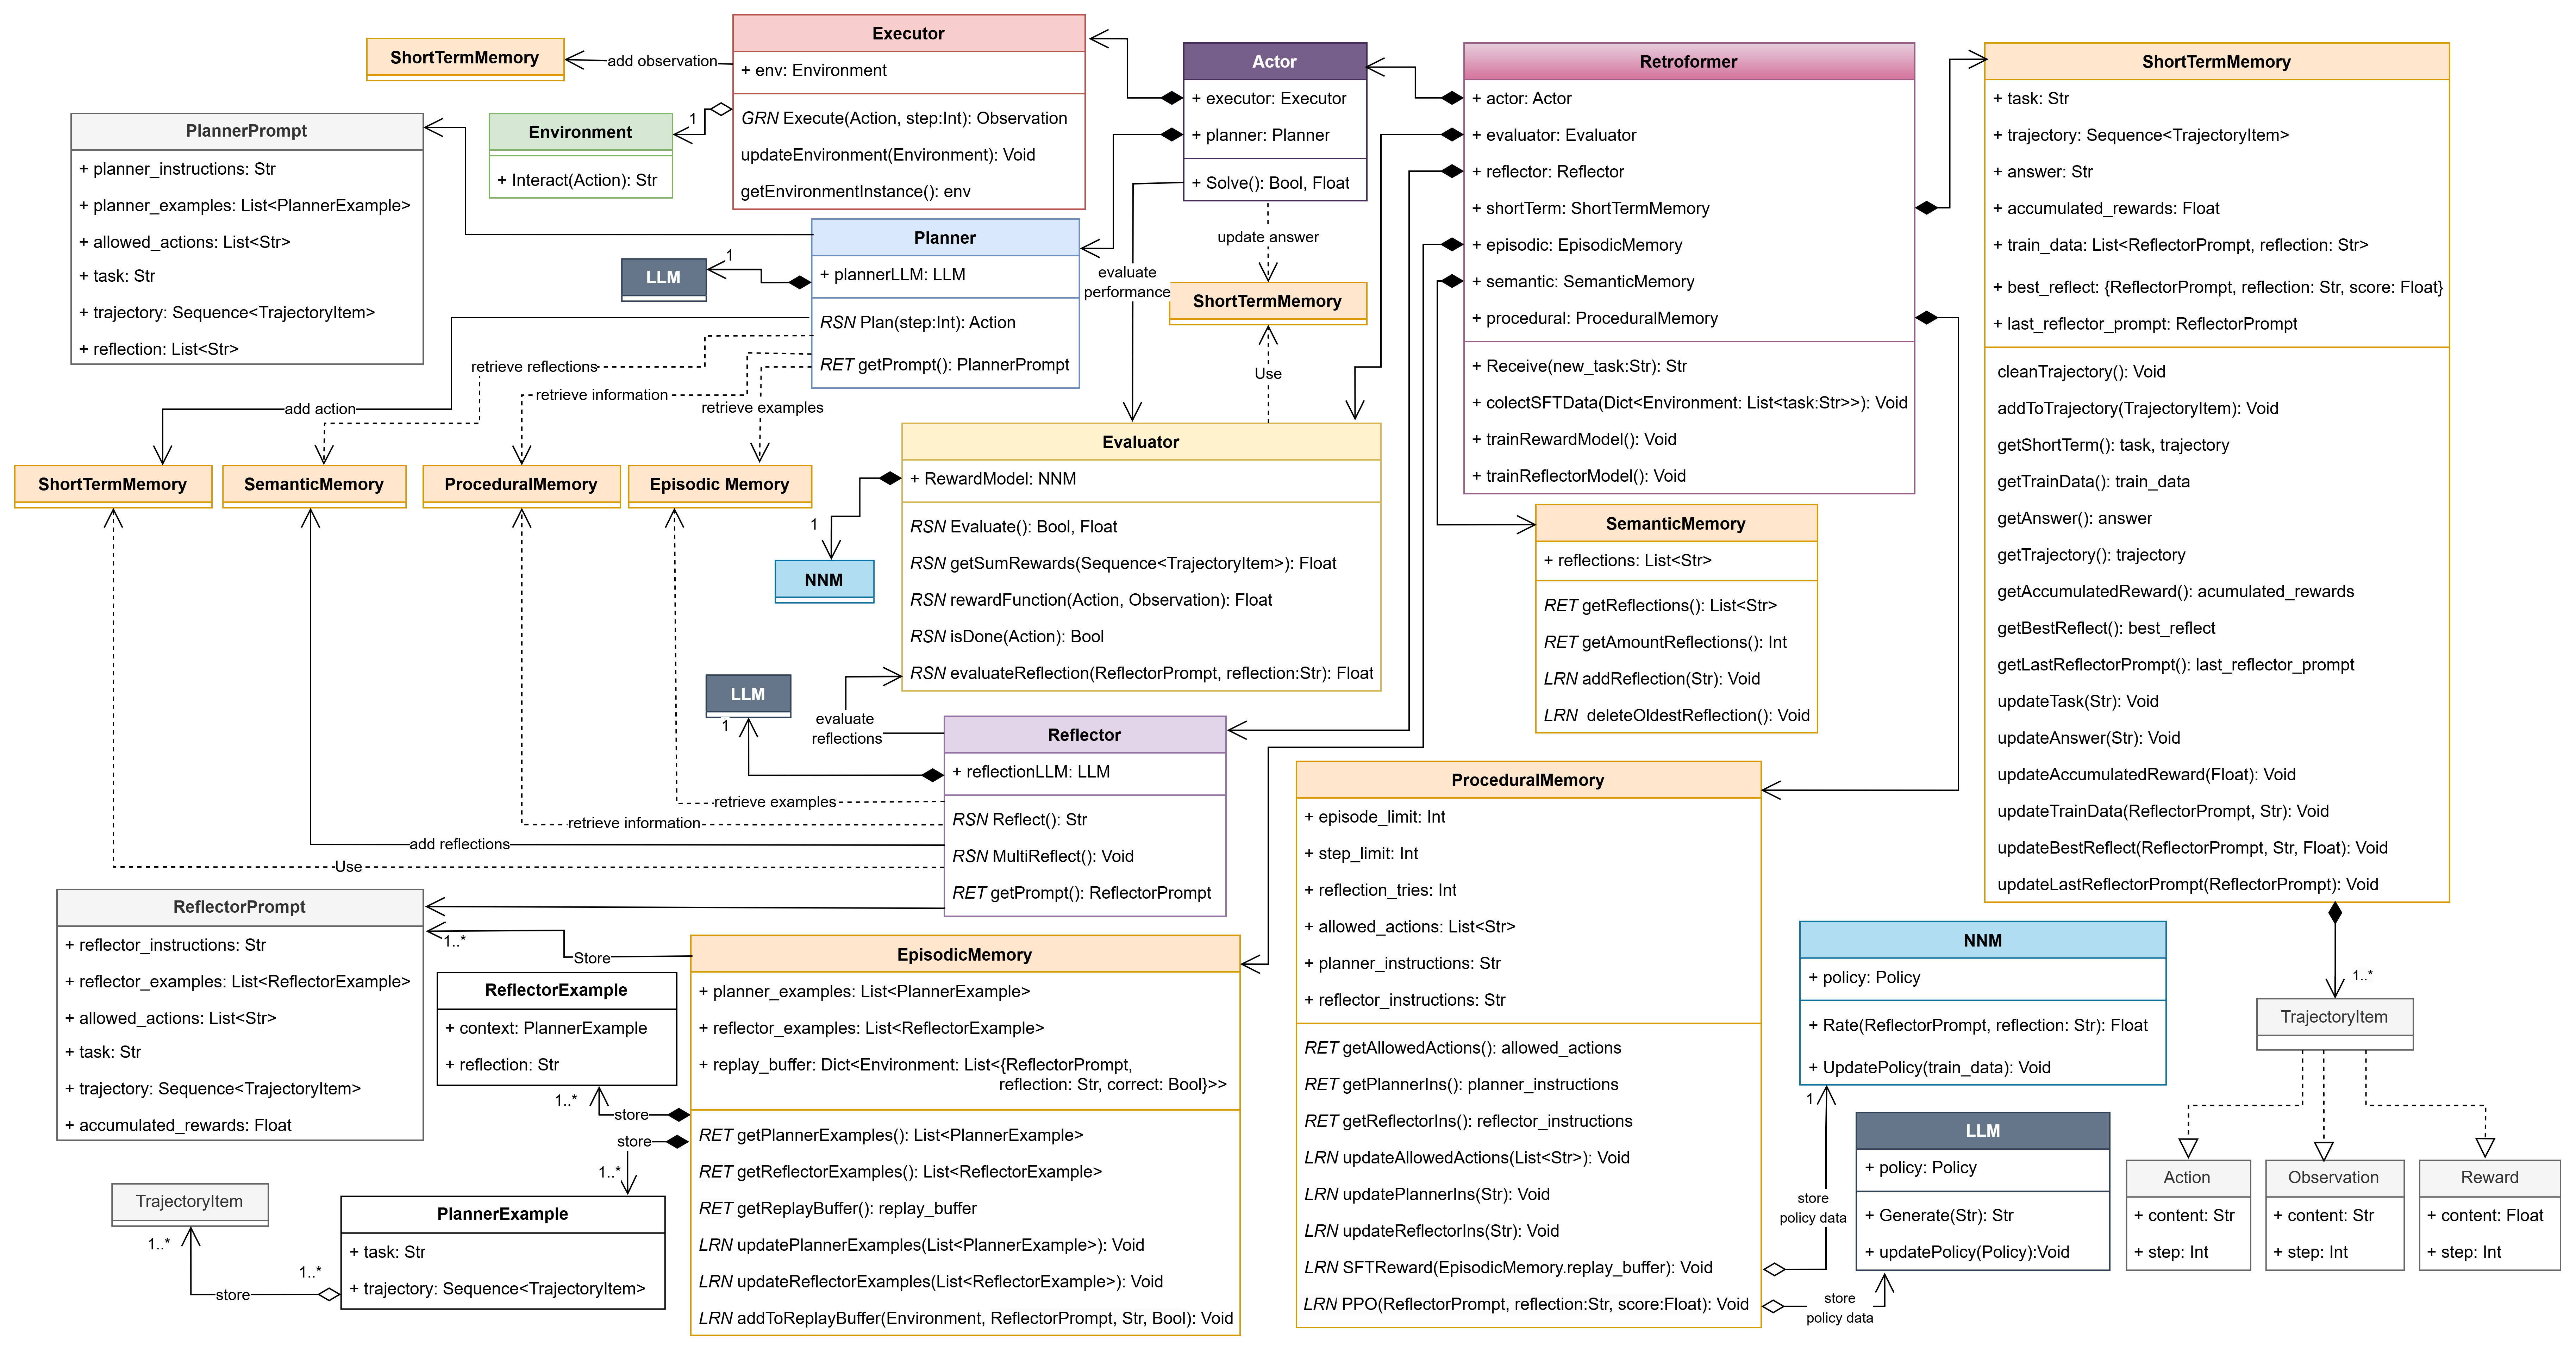 ShortTermMemory
add observation
Executor
+ env: Environment
GRN Execute(Action, step:Int): Observation
updateEnvironment(Environment): Void
getEnvironmentInstance(): env
Actor
+ executor: Executor
+ planner: Planner
+ Solve(): Bool, Float
Retroformer
+ actor: Actor
+ evaluator: Evaluator
+ reflector: Reflector
+ shortTerm: ShortTermMemory
+ episodic: EpisodicMemory
+ semantic: SemanticMemory
+ procedural: ProceduralMemory
+ Receive(new_task:Str): Str
+ colectSFTData(Dict<Environment: List<task:Str>>): Void
+ trainRewardModel(): Void
+ trainReflectorModel(): Void
ShortTermMemory
+ task: Str
+ trajectory: Sequence<TrajectoryItem>
+ answer: Str
+ accumulated_rewards: Float
+ train_data: List<ReflectorPrompt, reflection: Str>
+ best_reflect: {ReflectorPrompt, reflection: Str, score: Float}
+ last_reflector_prompt: ReflectorPrompt
cleanTrajectory(): Void
addToTrajectory(TrajectoryItem): Void
getShortTerm(): task, trajectory
getTrainData(): train_data
getAnswer(): answer
getTrajectory(): trajectory
getAccumulatedReward(): acumulated_rewards
getBestReflect(): best_reflect
getLastReflectorPrompt(): last_reflector_prompt
updateTask(Str): Void
updateAnswer(Str): Void
updateAccumulatedReward(Float): Void
updateTrainData(ReflectorPrompt, Str): Void
updateBestReflect(ReflectorPrompt, Str, Float): Void
updateLastReflectorPrompt(ReflectorPrompt): Void
PlannerPrompt
+ planner_instructions: Str
+ planner_examples: List<PlannerExample>
+ allowed_actions: List<Str>
+ task: Str
+ trajectory: Sequence<TrajectoryItem>
+ reflection: List<Str>
Environment
+ Interact(Action): Str
1
Planner
+ plannerLLM: LLM
RSN Plan(step:Int): Action
RET getPrompt(): PlannerPrompt
LLM
1
update answer
evaluate
performance
ShortTermMemory
Use
retrieve reflections
retrieve information
retrieve examples
add action
ShortTermMemory
SemanticMemory
ProceduralMemory
Episodic Memory
Evaluator
+ RewardModel: NNM
RSN Evaluate(): Bool, Float
RSN getSumRewards(Sequence<TrajectoryItem>): Float
RSN rewardFunction(Action, Observation): Float
RSN isDone(Action): Bool
RSN evaluateReflection(ReflectorPrompt, reflection:Str): Float
1
NNM
SemanticMemory
+ reflections: List<Str>
RET getReflections(): List<Str>
RET getAmountReflections(): Int
LRN addReflection(Str): Void
LRN deleteOldestReflection(): Void
LLM
1
evaluate
reflections
Reflector
+ reflectionLLM: LLM
RSN Reflect(): Str
RSN MultiReflect(): Void
RET getPrompt(): ReflectorPrompt
retrieve examples
retrieve information
add reflections
Use
ProceduralMemory
+ episode_limit: Int
+ step_limit: Int
+ reflection_tries: Int
+ allowed_actions: List<Str>
+ planner_instructions: Str
+ reflector_instructions: Str
RET getAllowedActions(): allowed_actions
RET getPlannerIns(): planner_instructions
RET getReflectorIns(): reflector_instructions
LRN updateAllowedActions(List<Str>): Void
LRN updatePlannerIns(Str): Void
LRN updateReflectorIns(Str): Void
LRN SFTReward(EpisodicMemory.replay_buffer): Void
LRN PPO(ReflectorPrompt, reflection:Str, score:Float): Void
ReflectorPrompt
+ reflector_instructions: Str
+ reflector_examples: List<ReflectorExample>
+ allowed_actions: List<Str>
+ task: Str
+ trajectory: Sequence<TrajectoryItem>
+ accumulated_rewards: Float
1..*
Store
ReflectorExample
+ context: PlannerExample
+ reflection: Str
1..*
store
store
1..*
EpisodicMemory
+ planner_examples: List<PlannerExample>
+ reflector_examples: List<ReflectorExample>
+ replay_buffer: Dict<Environment: List<{ReflectorPrompt,
reflection: Str, correct: Bool}>>
RET getPlannerExamples(): List<PlannerExample>
RET getReflectorExamples(): List<ReflectorExample>
RET getReplayBuffer(): replay_buffer
LRN updatePlannerExamples(List<PlannerExample>): Void
LRN updateReflectorExamples(List<ReflectorExample>): Void
LRN addToReplayBuffer(Environment, ReflectorPrompt, Str, Bool): Void
TrajectoryItem
1..*
1..*
store
PlannerExample
+ task: Str
+ trajectory: Sequence<TrajectoryItem>
NNM
+ policy: Policy
+ Rate(ReflectorPrompt, reflection: Str): Float
+ UpdatePolicy(train_data): Void
1
store
policy data
LLM
+ policy: Policy
+ Generate(Str): Str
+ updatePolicy(Policy):Void
store
policy data
1..*
TrajectoryItem
Action
+ content: Str
+ step: Int
Observation
+ content: Str
+ step: Int
Reward
+ content: Float
+ step: Int